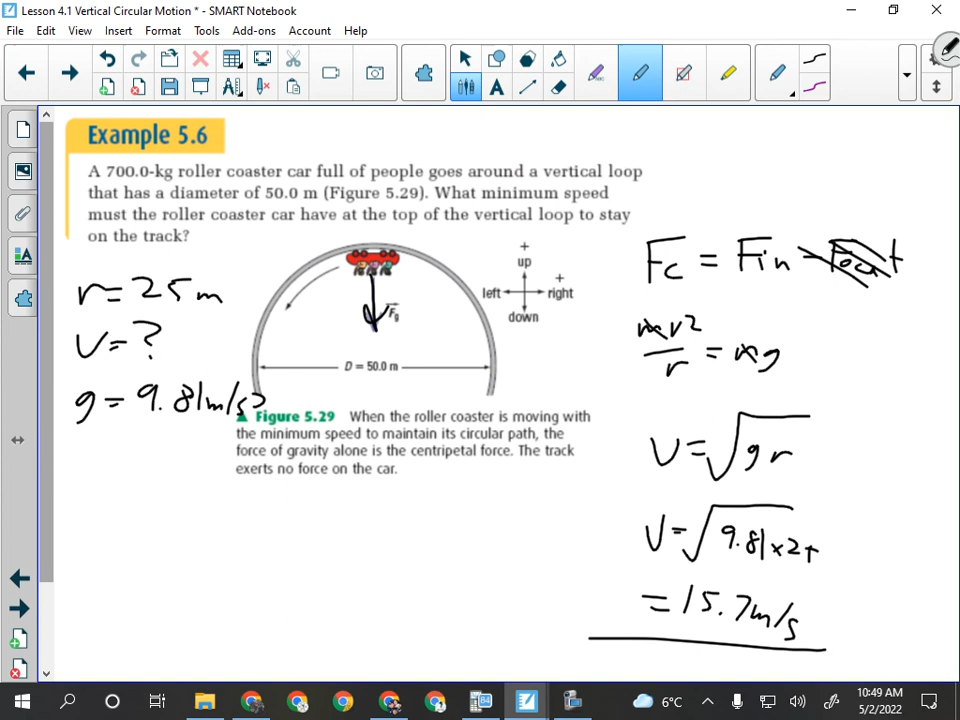 Lesson 4.1 Vertical Circular Motion * - SMART Notebook
File Edit View Insert Format Tools Add-ons Account Help
Example 5.6
A 700.0-kg roller coaster car full of people goes around a vertical loop
that has a diameter of 50.0 m (Figure 5.29). What minimum speed
must the roller coaster car have at the top of the vertical loop to stay
on the track?
r = 25 m
v = ?
g = 9.81 m/s²
+
up
left
+
right
down
F⃗g
D = 50.0 m
▲ Figure 5.29 When the roller coaster is moving with
the minimum speed to maintain its circular path, the
force of gravity alone is the centripetal force. The track
exerts no force on the car.
Fc = Fin - Fout
mv²/r = mg
v = √gr
v = √9.81 x 25
= 15.7 m/s
84
6°C
10:49 AM
5/2/2022